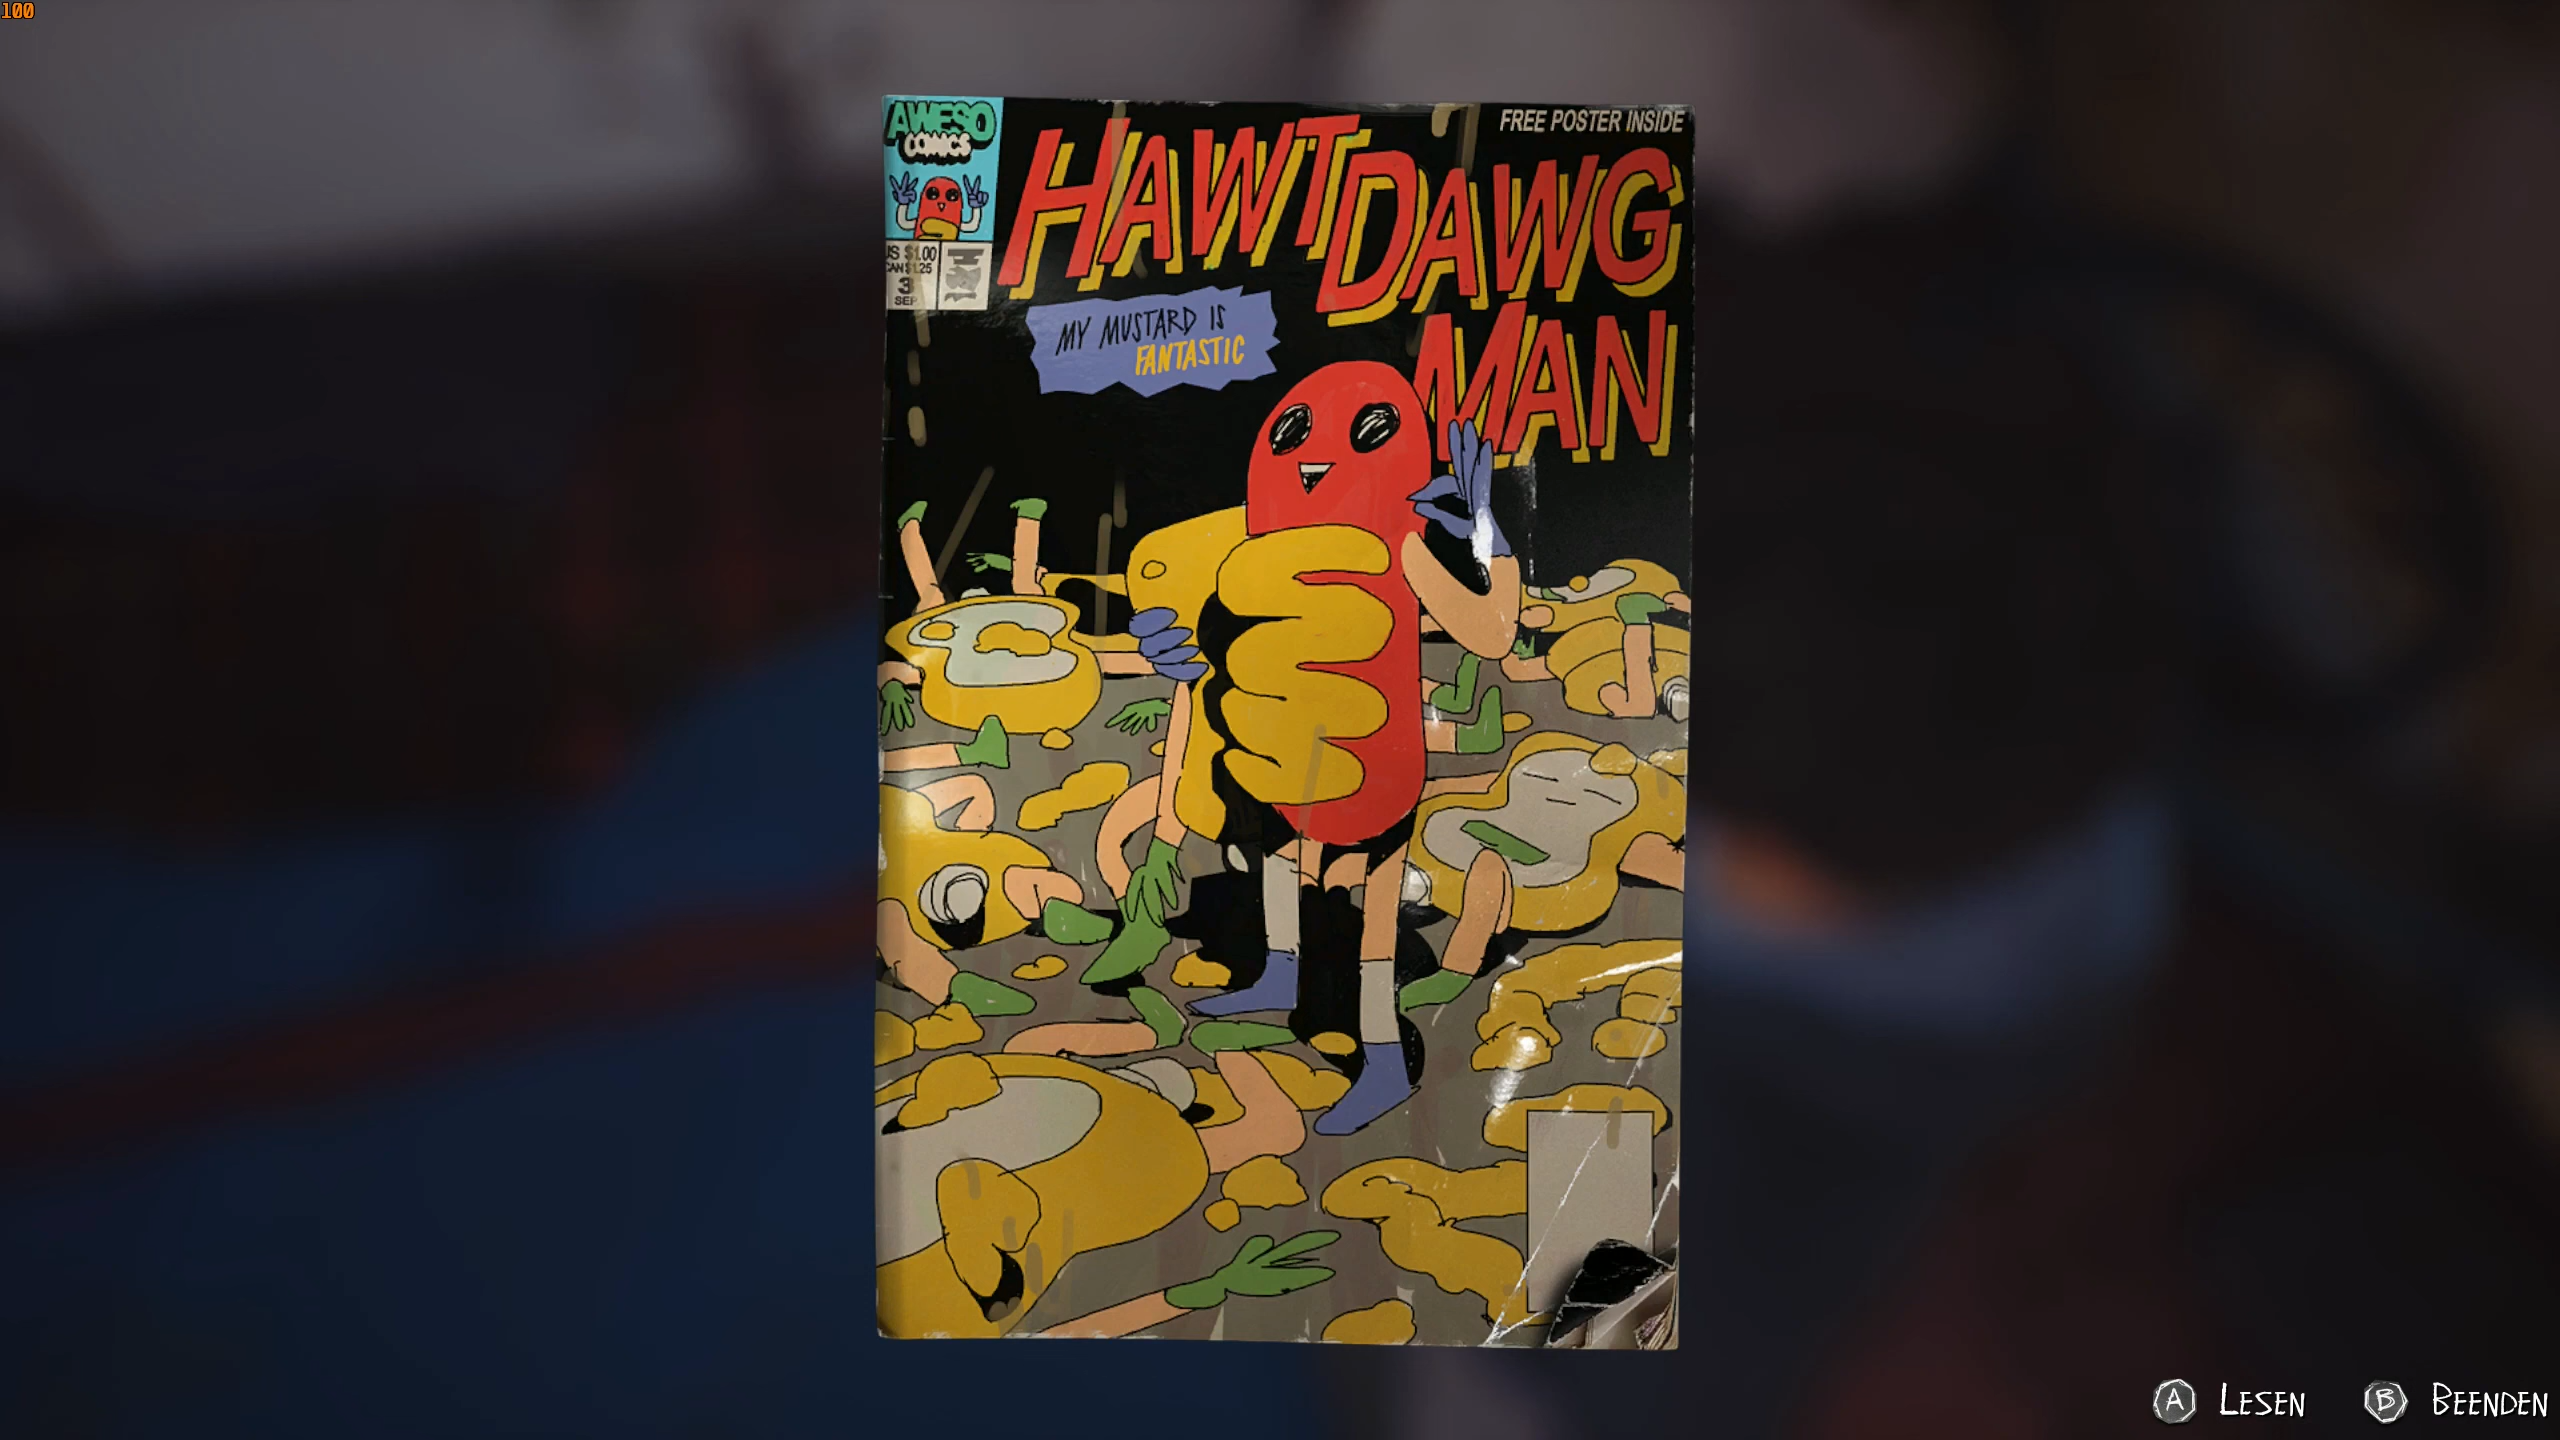 100
AWESO
COMICS
FREE POSTER INSIDE
HAWTDAWG
MAN
US $1.00
CAN $1.25
3
SEP
MY MUSTARD IS
FANTASTIC
A LESEN B BEENDEN